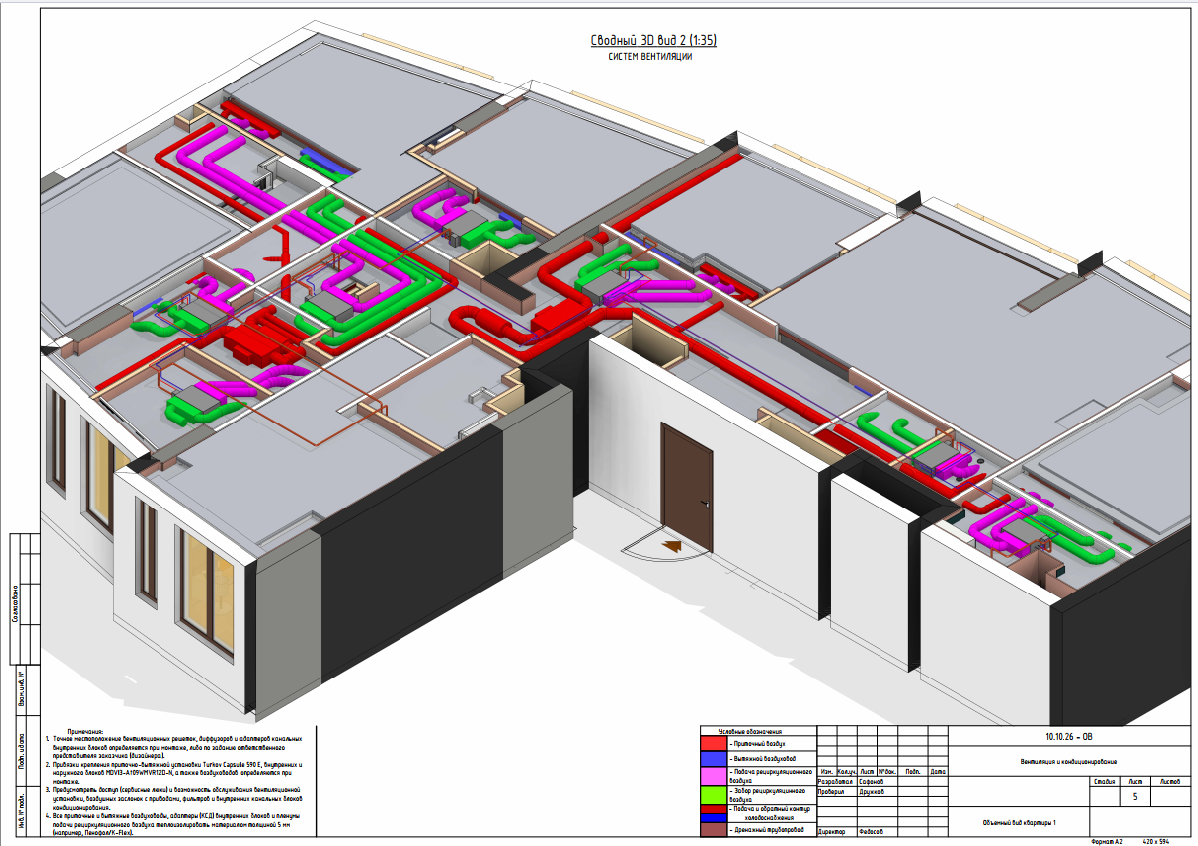 Сводный 3D вид 2 (1:35)
СИСТЕМ ВЕНТИЛЯЦИИ
Согласовано
Взам. инв. №
Подп. и дата
Инв. № подл.
Примечания:
1. Точное местоположение вентиляционных решеток, диффузоров и адаптеров канальных
внутренних блоков определяется при монтаже, либо по задание ответственного
представителя заказчика (дизайнера).
2. Привязки крепления приточно-вытяжной установки Turkov Capsule 590 E, внутренних и
наружного блоков MDVI3-A109WMVR12D-N, а также воздуховодов определяется при
монтаже.
3. Предусмотреть доступ (сервисные люки) и возможность обслуживания вентиляционной
установки, воздушных заслонок с приводами, фильтров и внутренних канальных блоков
кондиционирования.
4. Все приточные и вытяжные воздуховоды, адаптеры (КСД) внутренних блоков и пленумы
подачи рециркуляционного воздуха теплоизолировать материалом толщиной 5 мм
(например, Пенофол/K-Flex).
Условные обозначения
- Приточный воздух
- Вытяжной воздуховод
- Подача рециркуляционного
воздуха
- Забор рециркуляционного
воздуха
- Подача и обратный контур
холодоснабжения
- Дренажный трубопровод
Изм. Кол.уч. Лист №док. Подп. Дата
Разработал Сафонов
Проверил Дружков
Директор Федосов
10.10.26 - ОВ
Вентиляция и кондиционирование
Стадия Лист Листов
5
Объемный вид квартиры 1
Формат А2 420 x 594